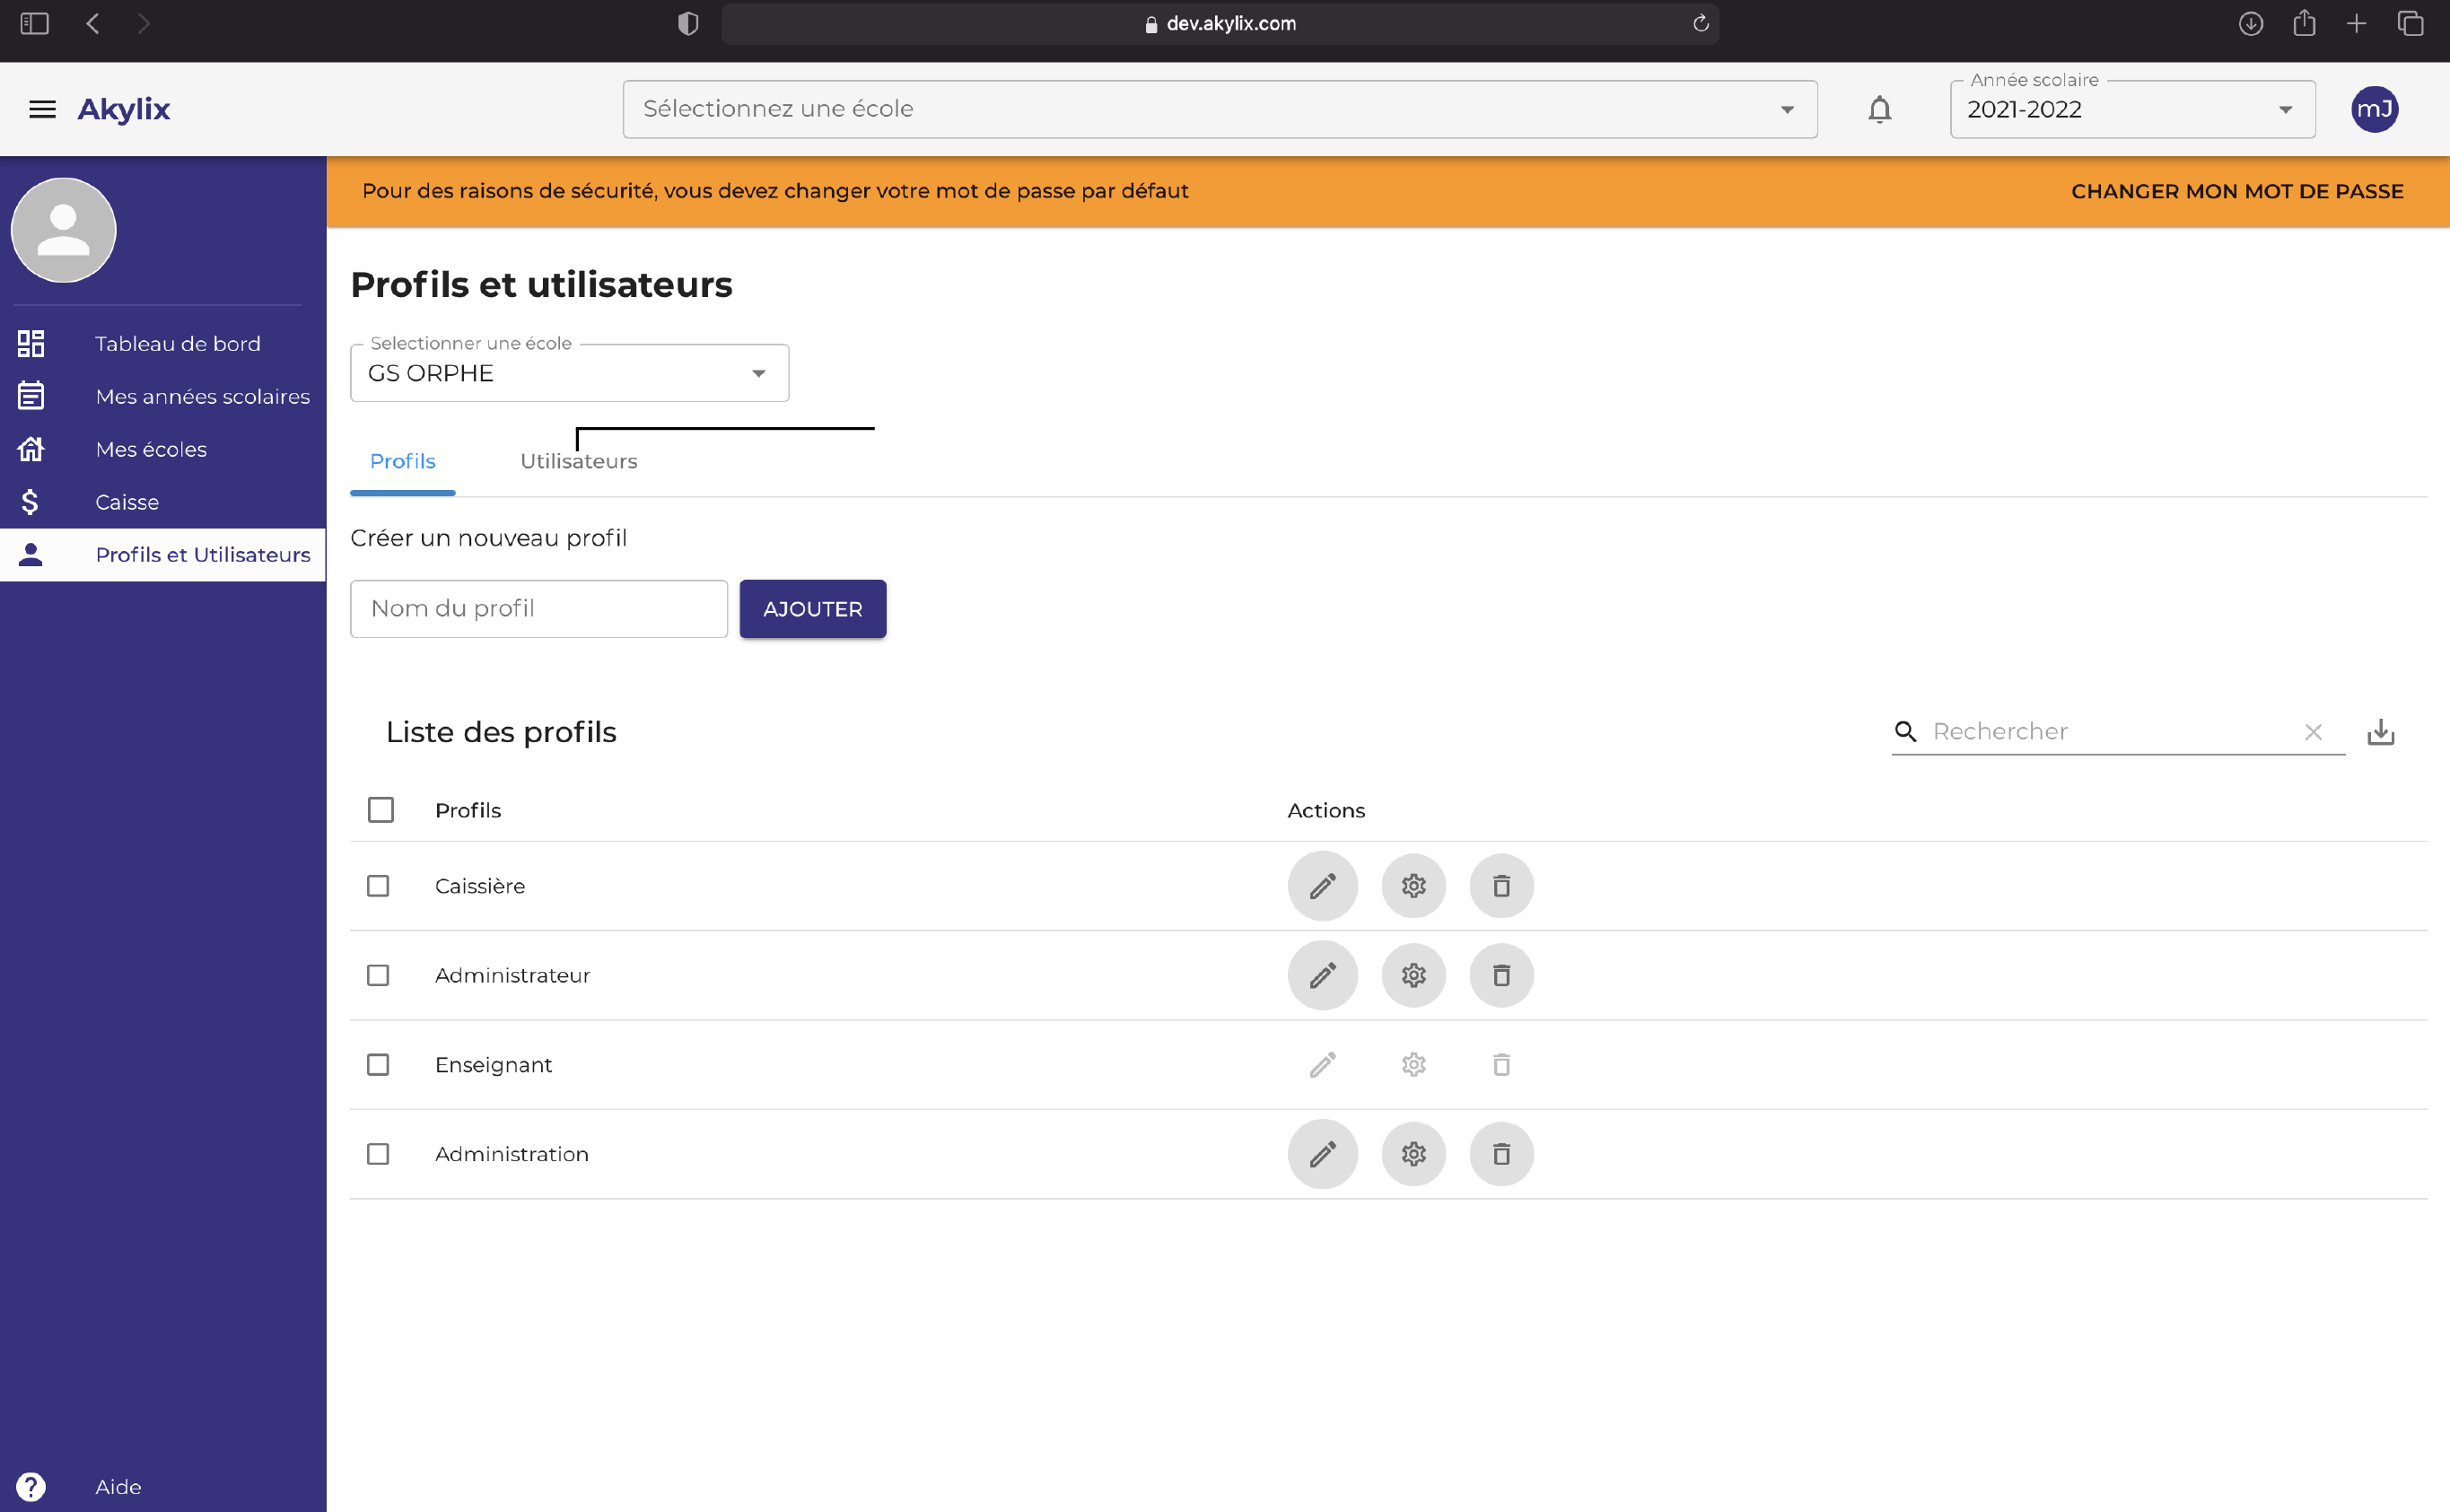 dev.akylix.com
Akylix
Sélectionnez une école
Année scolaire
2021-2022
mJ
Pour des raisons de sécurité, vous devez changer votre mot de passe par défaut
CHANGER MON MOT DE PASSE
Tableau de bord
Mes années scolaires
Mes écoles
Caisse
Profils et Utilisateurs
Aide
Profils et utilisateurs
Selectionner une école
GS ORPHE
Profils
Utilisateurs
Créer un nouveau profil
Nom du profil
AJOUTER
Liste des profils
Rechercher
Profils
Actions
Caissière
Administrateur
Enseignant
Administration